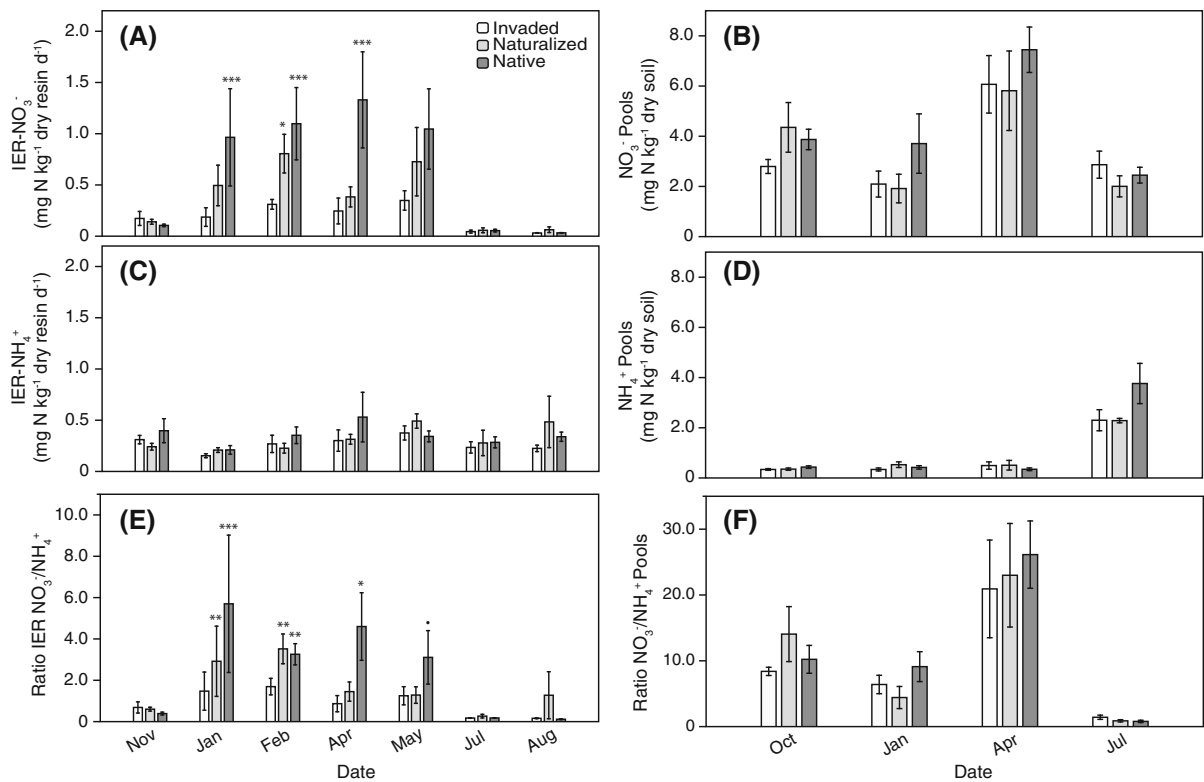 (A)
Invaded
Naturalized
Native
IER-NO₃⁻
(mg N kg⁻¹ dry resin d⁻¹)
2.0
1.5
1.0
0.5
0
***
*
***
***
(B)
NO₃⁻ Pools
(mg N kg⁻¹ dry soil)
8.0
6.0
4.0
2.0
0
(C)
IER-NH₄⁺
(mg N kg⁻¹ dry resin d⁻¹)
2.0
1.5
1.0
0.5
0
(D)
NH₄⁺ Pools
(mg N kg⁻¹ dry soil)
8.0
6.0
4.0
2.0
0
(E)
Ratio IER NO₃⁻/NH₄⁺
10.0
8.0
6.0
4.0
2.0
0
**
***
**
**
*
•
Nov
Jan
Feb
Apr
May
Jul
Aug
Date
(F)
Ratio NO₃⁻/NH₄⁺ Pools
30.0
20.0
10.0
0.0
Oct
Jan
Apr
Jul
Date